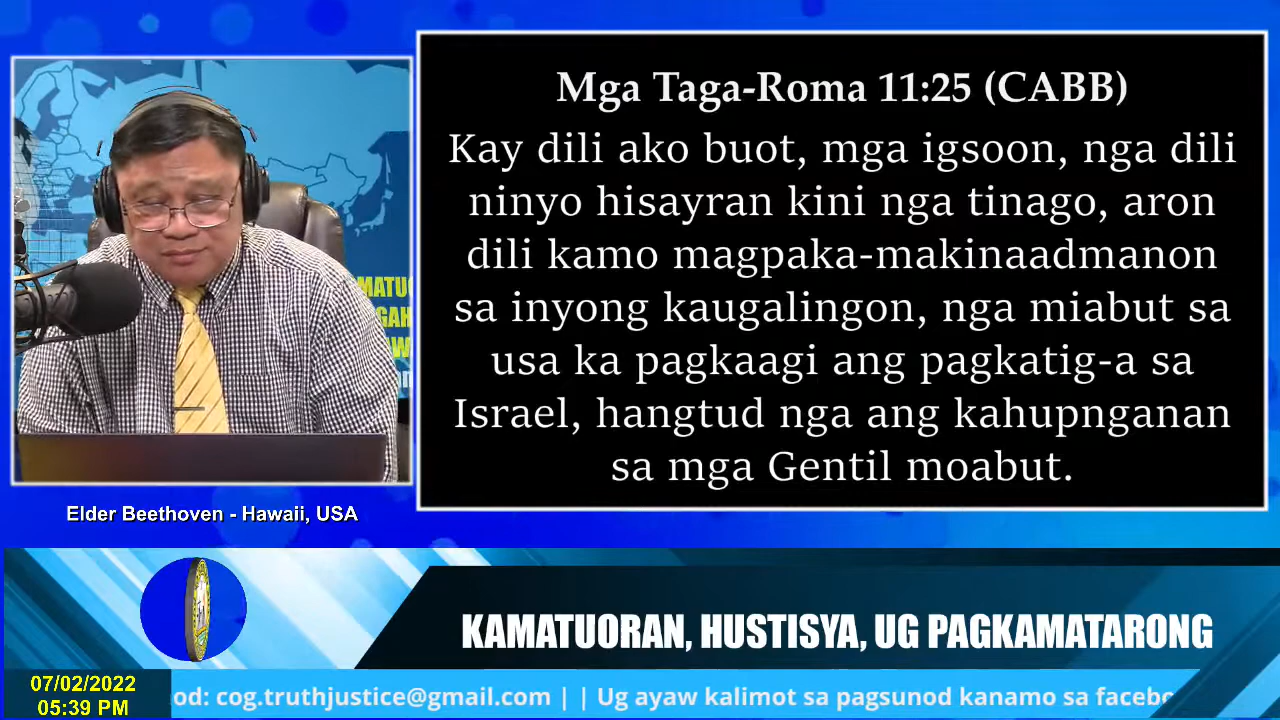 Mga Taga-Roma 11:25 (CABB)
Kay dili ako buot, mga igsoon, nga dili
ninyo hisayran kini nga tinago, aron
dili kamo magpaka-makinaadmanon
sa inyong kaugalingon, nga miabut sa
usa ka pagkaagi ang pagkatig-a sa
Israel, hangtud nga ang kahupnganan
sa mga Gentil moabut.
Elder Beethoven - Hawaii, USA
KAMATUORAN, HUSTISYA, UG PAGKAMATARONG
07/02/2022
05:39 PM
od: cog.truthjustice@gmail.com | | Ug ayaw kalimot sa pagsunod kanamo sa facebo